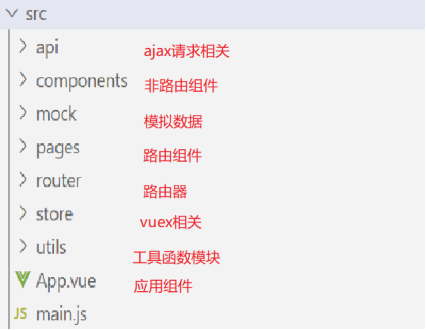 src
api ajax请求相关
components 非路由组件
mock 模拟数据
pages 路由组件
router 路由器
store vuex相关
utils 工具函数模块
App.vue 应用组件
JS main.js